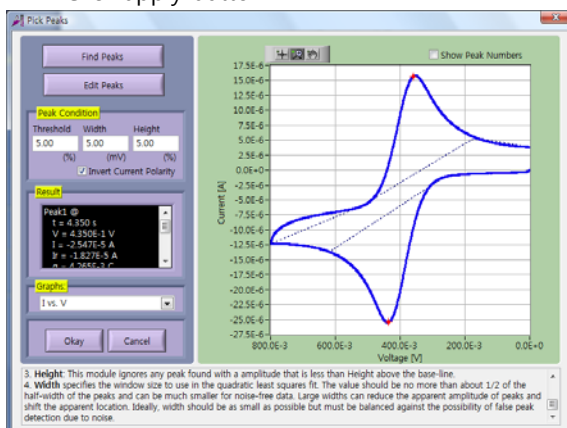 Pick Peaks
Find Peaks
Edit Peaks
Peak Condition
Threshold Width Height
5.00 5.00 5.00
(%) (mV) (%)
Invert Current Polarity
Result
Peak1 @
t = 4.350 s
V = 4.350E-1 V
I = -2.547E-5 A
Ir = -1.827E-5 A
Graphs:
I vs. V
Okay Cancel
Show Peak Numbers
17.5E-6
15.0E-6
12.5E-6
10.0E-6
7.5E-6
5.0E-6
2.5E-6
0.0E+0
-2.5E-6
-5.0E-6
-7.5E-6
-10.0E-6
-12.5E-6
-15.0E-6
-17.5E-6
-20.0E-6
-22.5E-6
-25.0E-6
-27.5E-6
Current [A]
800.0E-3 600.0E-3 400.0E-3 200.0E-3 0.0E+0
Voltage [V]
3. Height: This module ignores any peak found with a amplitude that is less than Height above the base-line.
4. Width specifies the window size to use in the quadratic least squares fit. The value should be no more than about 1/2 of the
half-width of the peaks and can be much smaller for noise-free data. Large widths can reduce the apparent amplitude of peaks and
shift the apparent location. Ideally, width should be as small as possible but must be balanced against the possibility of false peak
detection due to noise.